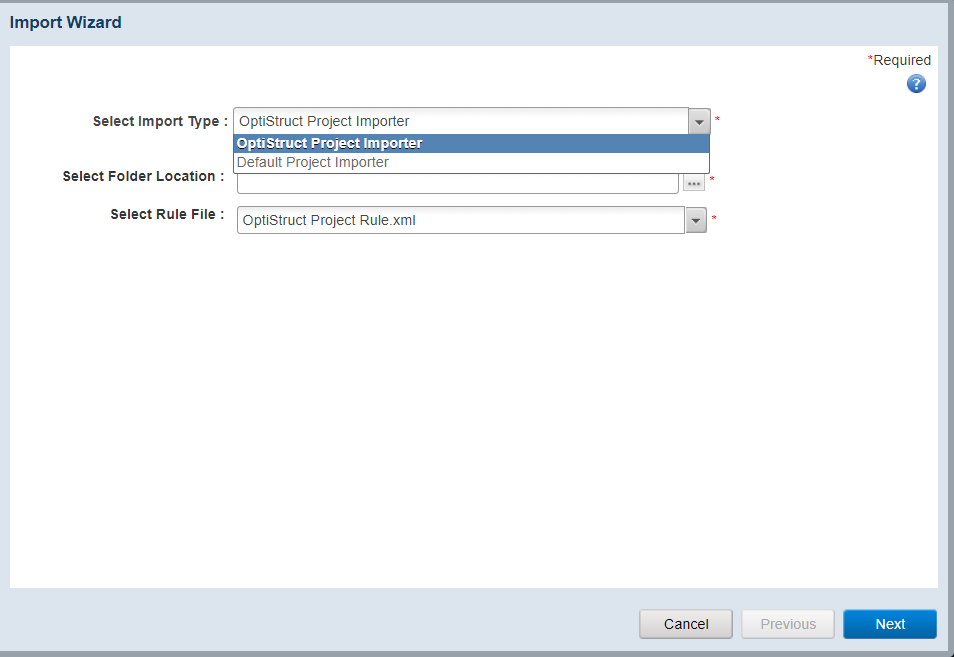 Import Wizard
*Required
?
Select Import Type : OptiStruct Project Importer *
OptiStruct Project Importer
Default Project Importer
Select Folder Location : ... *
Select Rule File : OptiStruct Project Rule.xml *
Cancel Previous Next